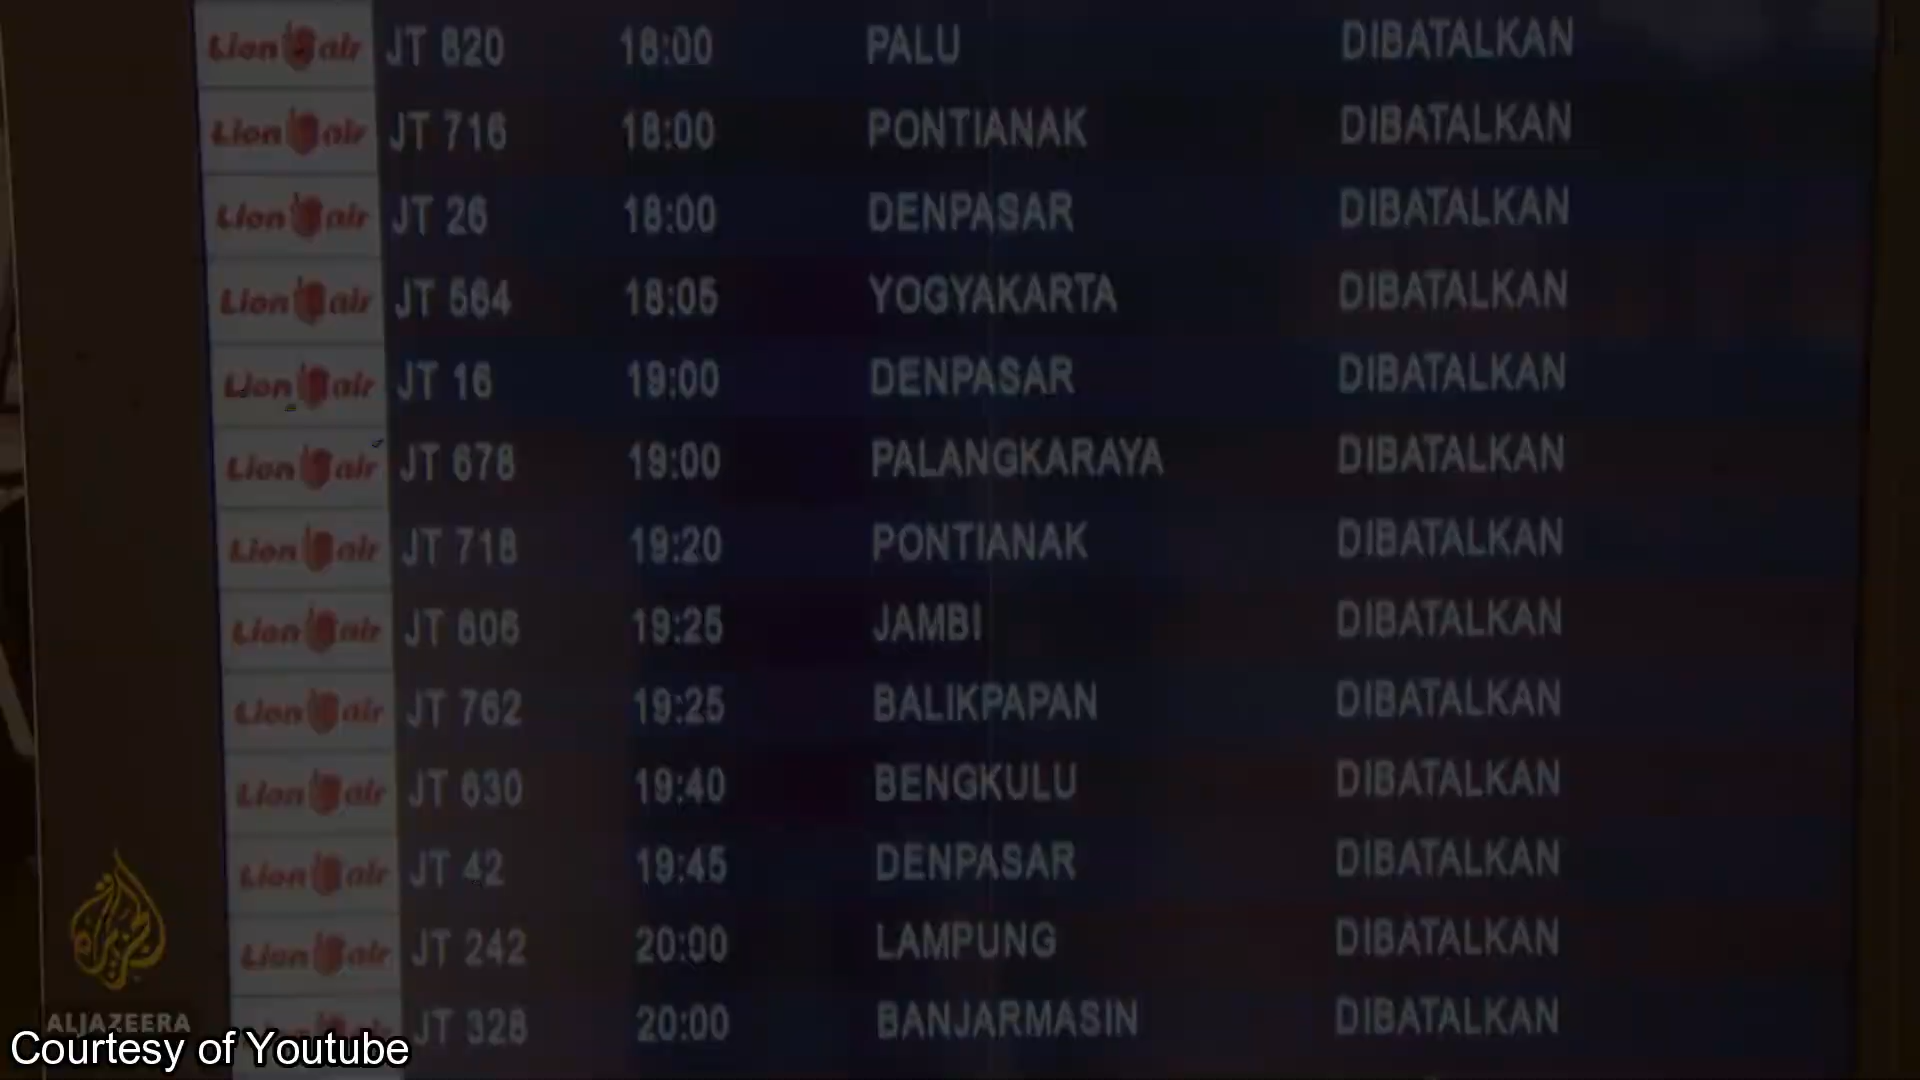 Lion air JT 820 18:00 PALU DIBATALKAN
Lion air JT 716 18:00 PONTIANAK DIBATALKAN
Lion air JT 26 18:00 DENPASAR DIBATALKAN
Lion air JT 564 18:05 YOGYAKARTA DIBATALKAN
Lion air JT 16 19:00 DENPASAR DIBATALKAN
Lion air JT 678 19:00 PALANGKARAYA DIBATALKAN
Lion air JT 718 19:20 PONTIANAK DIBATALKAN
Lion air JT 606 19:25 JAMBI DIBATALKAN
Lion air JT 762 19:25 BALIKPAPAN DIBATALKAN
Lion air JT 630 19:40 BENGKULU DIBATALKAN
Lion air JT 42 19:45 DENPASAR DIBATALKAN
Lion air JT 242 20:00 LAMPUNG DIBATALKAN
JT 328 20:00 BANJARMASIN DIBATALKAN
ALJAZEERA
Courtesy of Youtube